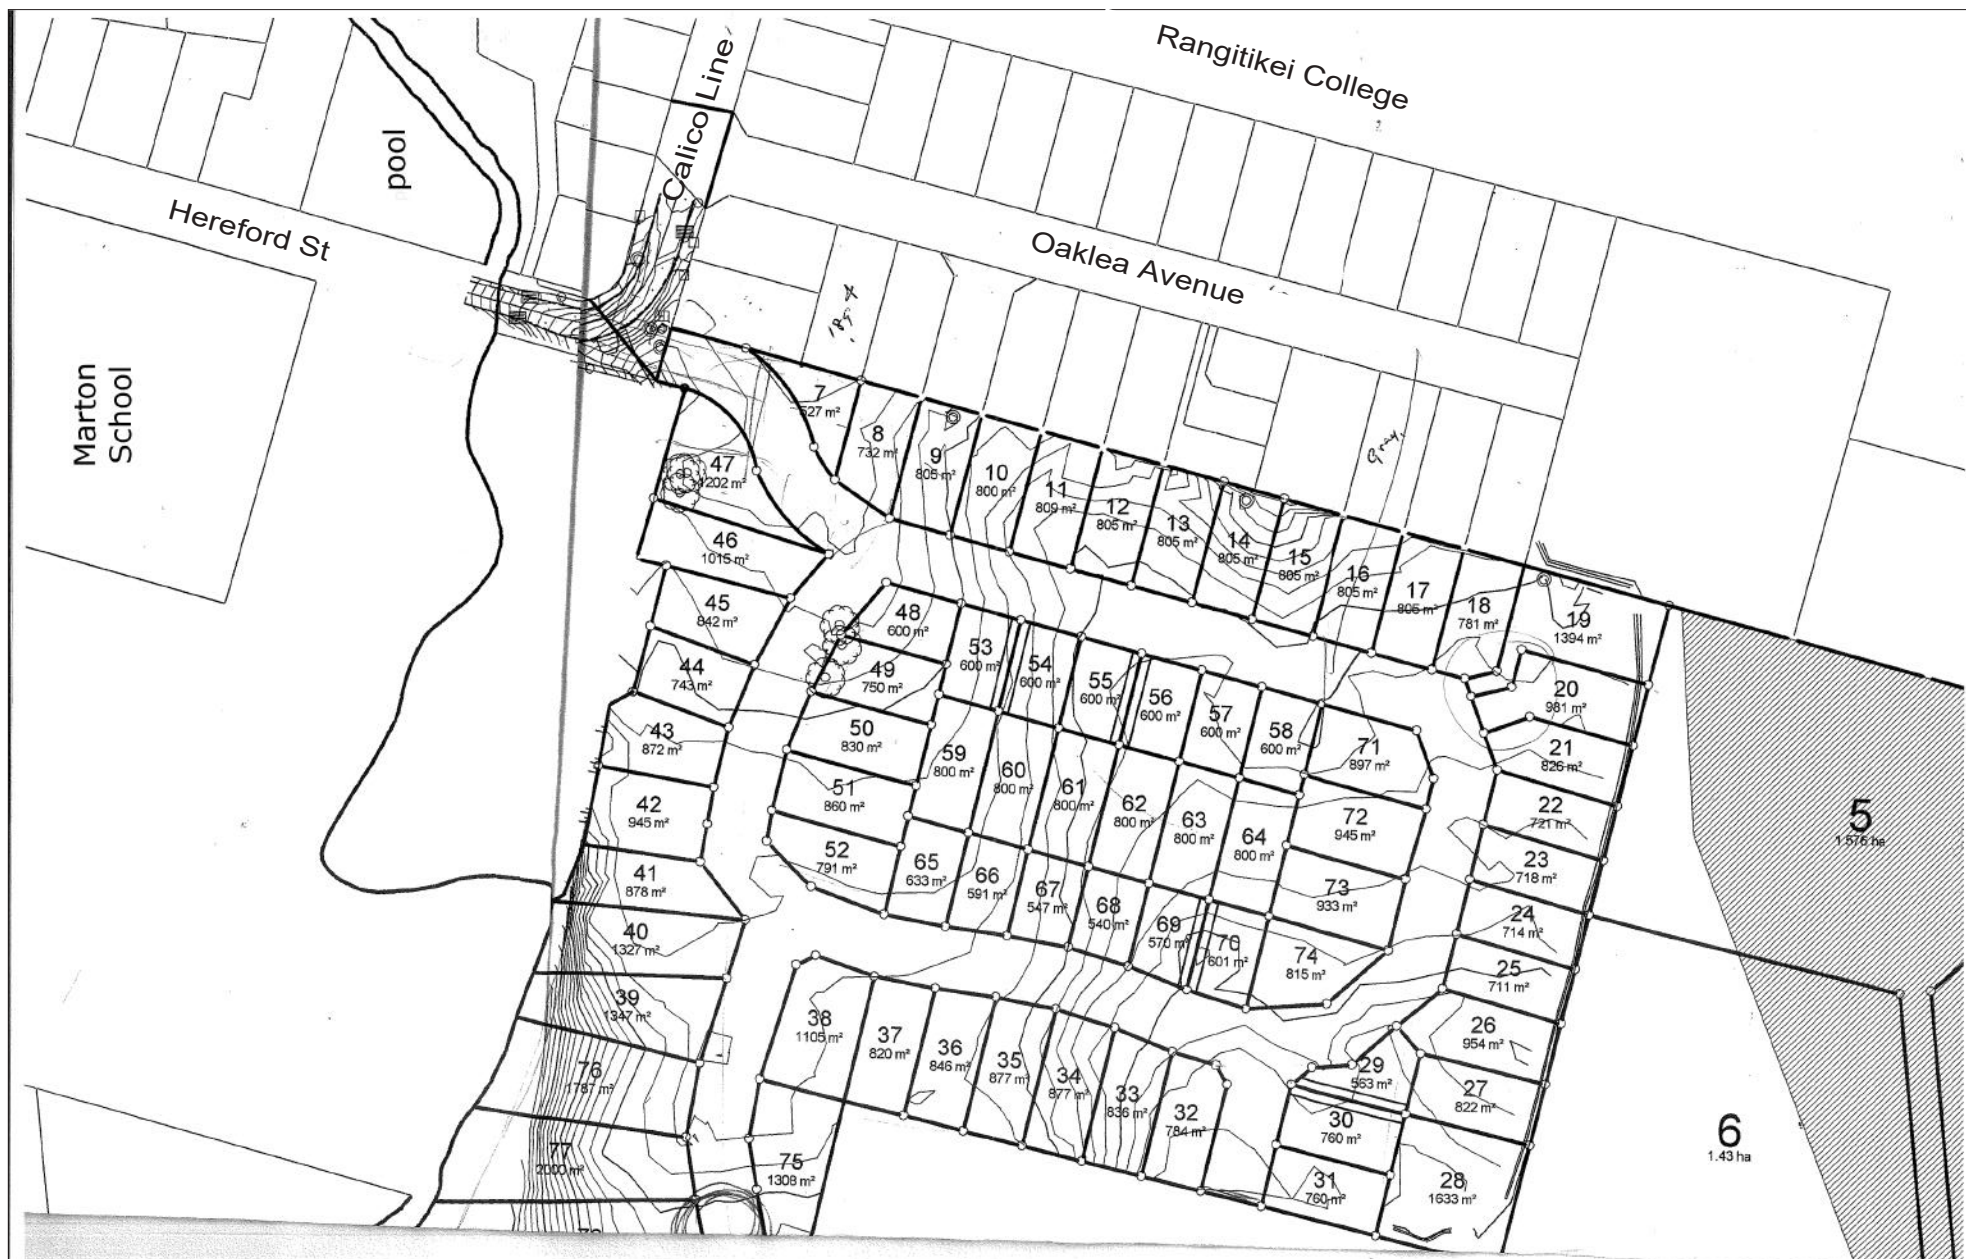 Rangitikei College
Calico Line
pool
Hereford St
Oaklea Avenue
Marton
School
gray.
7
527 m²
8
732 m²
9
805 m²
10
800 m²
11
809 m²
12
805 m²
13
805 m²
14
805 m²
15
805 m²
16
805 m²
17
805 m²
18
781 m²
19
1394 m²
20
981 m²
21
826 m²
22
721 m²
23
718 m²
24
714 m²
25
711 m²
26
954 m²
27
822 m²
28
1633 m²
29
563 m²
30
760 m²
31
760 m²
32
784 m²
33
836 m²
34
877 m²
35
877 m²
36
846 m²
37
820 m²
38
1105 m²
39
1347 m²
40
1327 m²
41
878 m²
42
945 m²
43
872 m²
44
743 m²
45
842 m²
46
1015 m²
47
1202 m²
48
600 m²
49
750 m²
50
830 m²
51
860 m²
52
791 m²
53
600 m²
54
600 m²
55
600 m²
56
600 m²
57
600 m²
58
600 m²
59
800 m²
60
800 m²
61
800 m²
62
800 m²
63
800 m²
64
800 m²
65
633 m²
66
591 m²
67
547 m²
68
540 m²
69
570 m²
70
601 m²
71
897 m²
72
945 m²
73
933 m²
74
815 m²
75
1308 m²
76
1787 m²
77
2000 m²
5
1.576 ha
6
1.43 ha